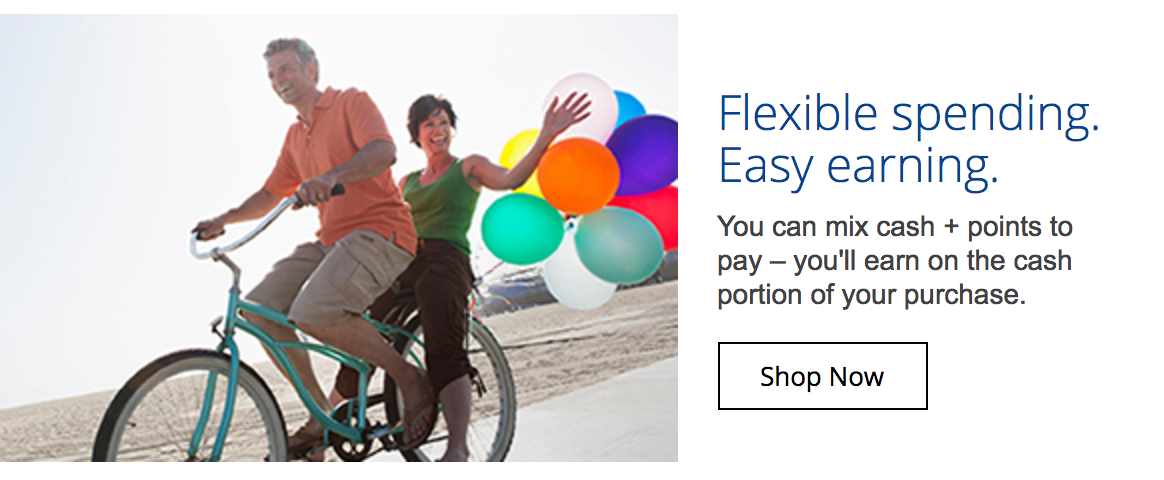 Flexible spending.
Easy earning.
You can mix cash + points to
pay – you'll earn on the cash
portion of your purchase.
Shop Now